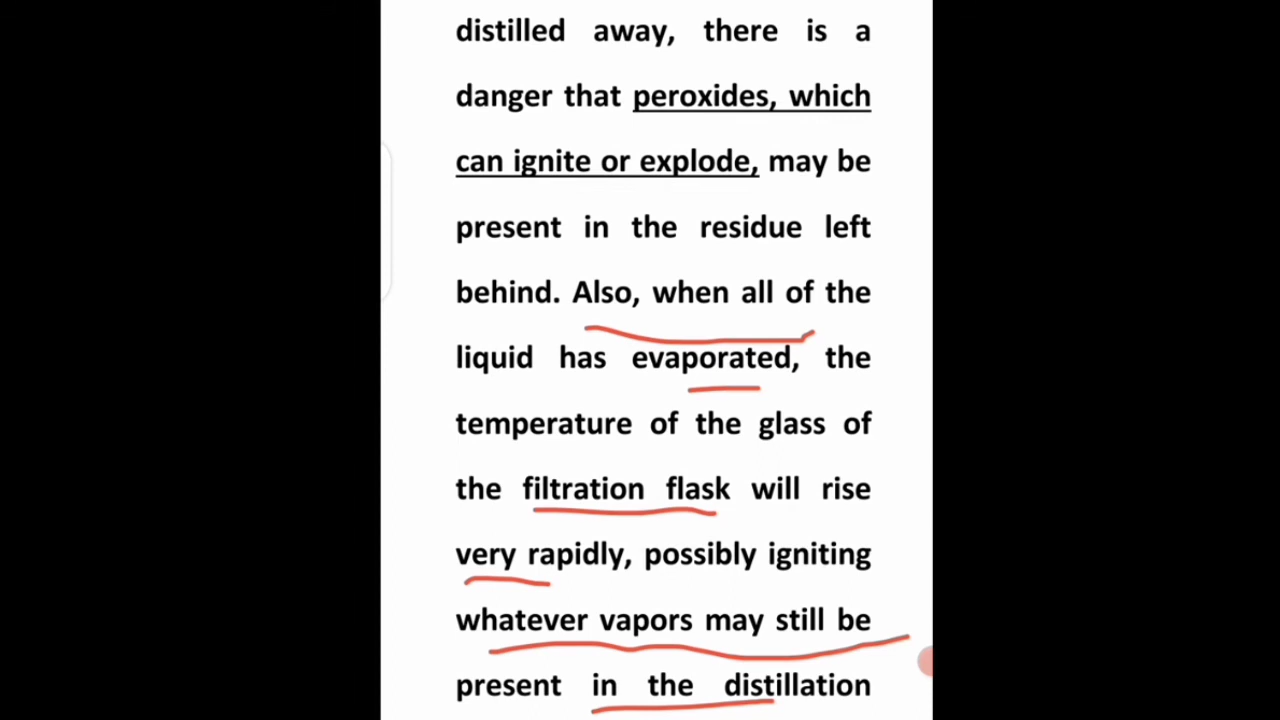 distilled away, there is a
danger that peroxides, which
can ignite or explode, may be
present in the residue left
behind. Also, when all of the
liquid has evaporated, the
temperature of the glass of
the filtration flask will rise
very rapidly, possibly igniting
whatever vapors may still be
present in the distillation